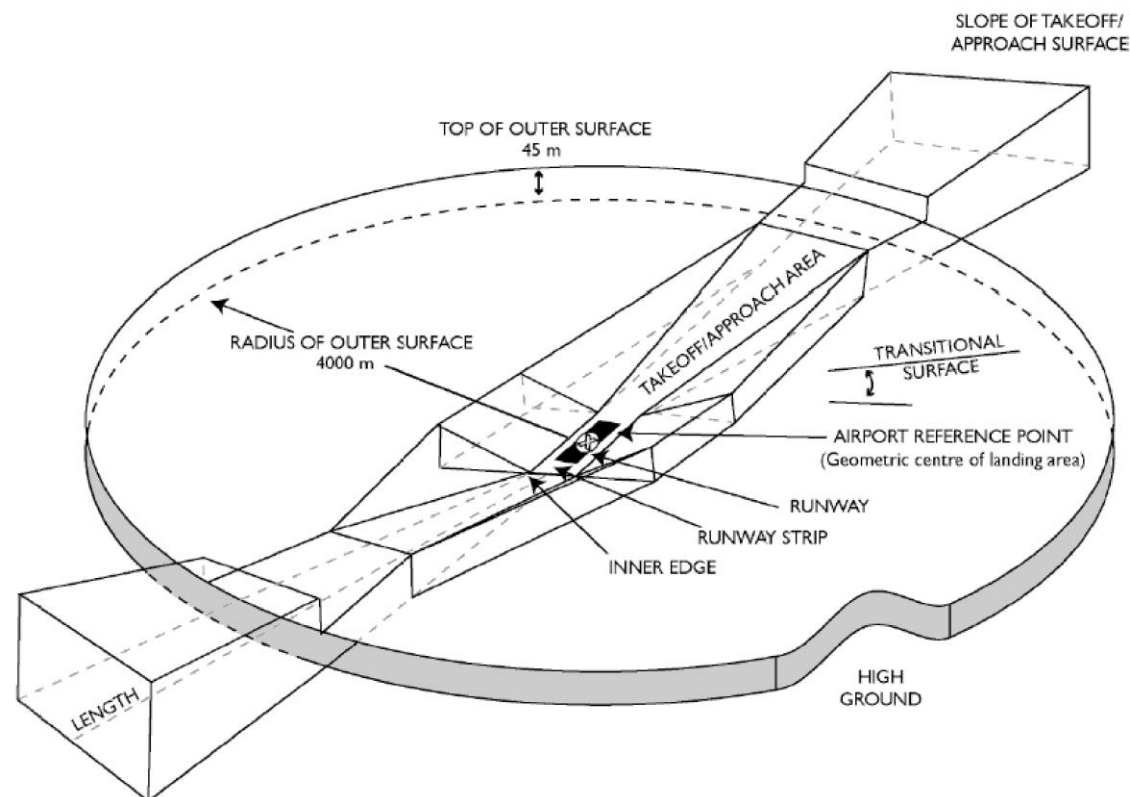 SLOPE OF TAKEOFF/
APPROACH SURFACE
TOP OF OUTER SURFACE
45 m
RADIUS OF OUTER SURFACE
4000 m
TAKEOFF/APPROACH AREA
TRANSITIONAL
SURFACE
AIRPORT REFERENCE POINT
(Geometric centre of landing area)
RUNWAY
RUNWAY STRIP
INNER EDGE
HIGH
GROUND
LENGTH